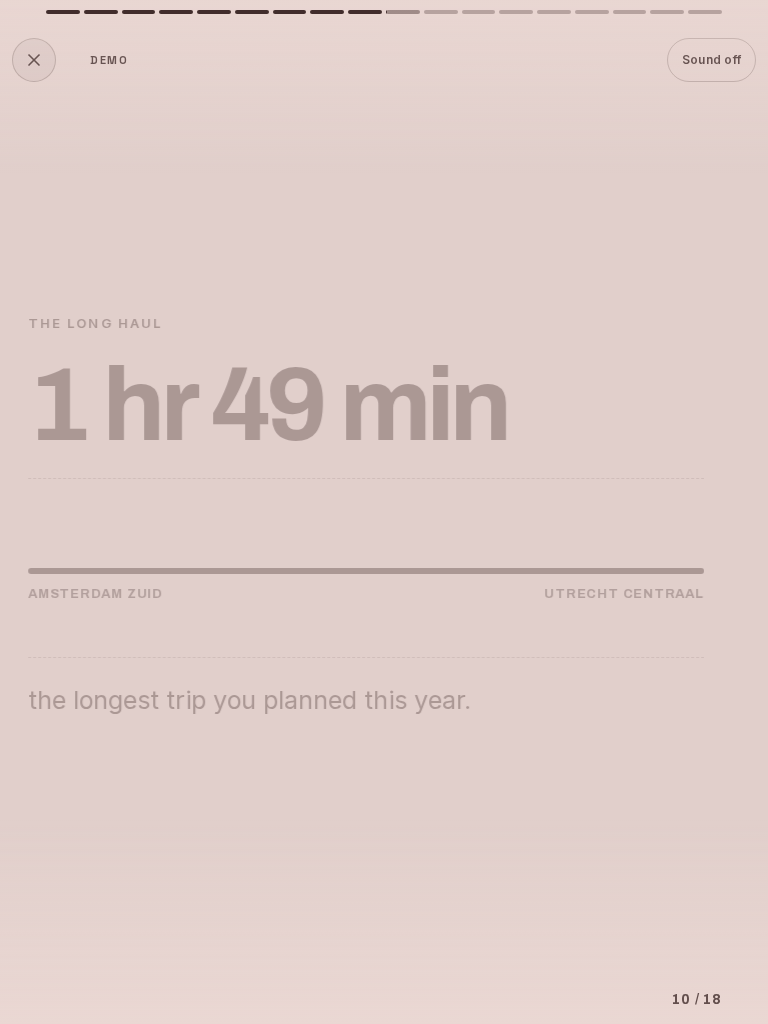 DEMO
Sound off
THE LONG HAUL
1 hr 49 min
AMSTERDAM ZUID
UTRECHT CENTRAAL
the longest trip you planned this year.
10 / 18